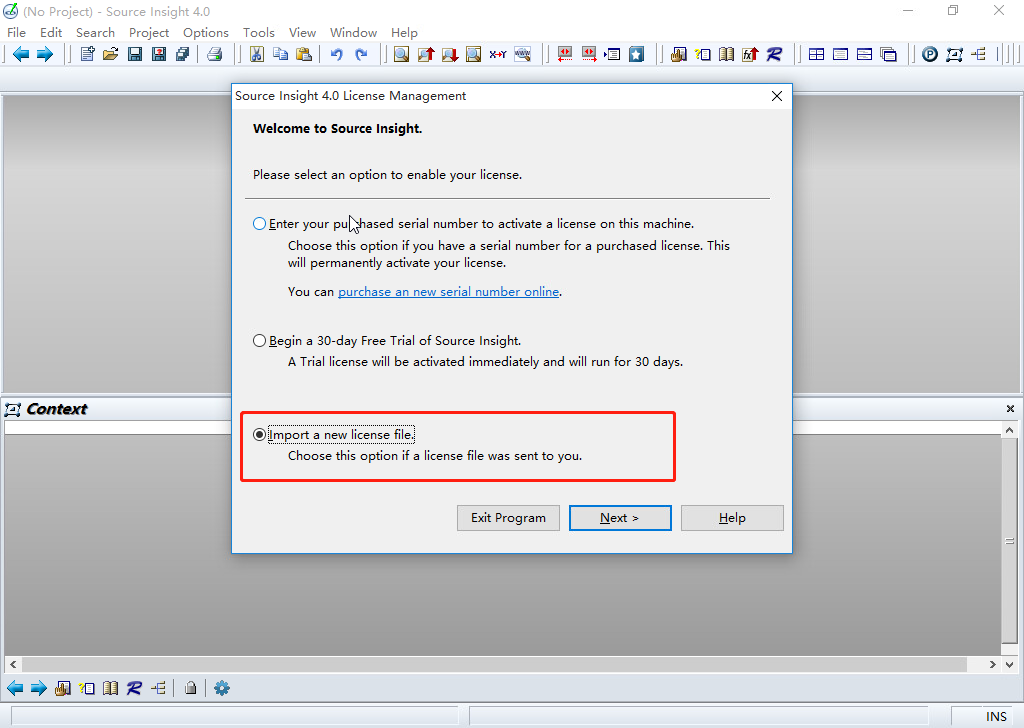 (No Project) - Source Insight 4.0
File Edit Search Project Options Tools View Window Help
Source Insight 4.0 License Management
Welcome to Source Insight.
Please select an option to enable your license.
Enter your purchased serial number to activate a license on this machine.
Choose this option if you have a serial number for a purchased license. This
will permanently activate your license.
You can purchase an new serial number online.
Begin a 30-day Free Trial of Source Insight.
A Trial license will be activated immediately and will run for 30 days.
Context
Import a new license file.
Choose this option if a license file was sent to you.
Exit Program
Next >
Help
INS